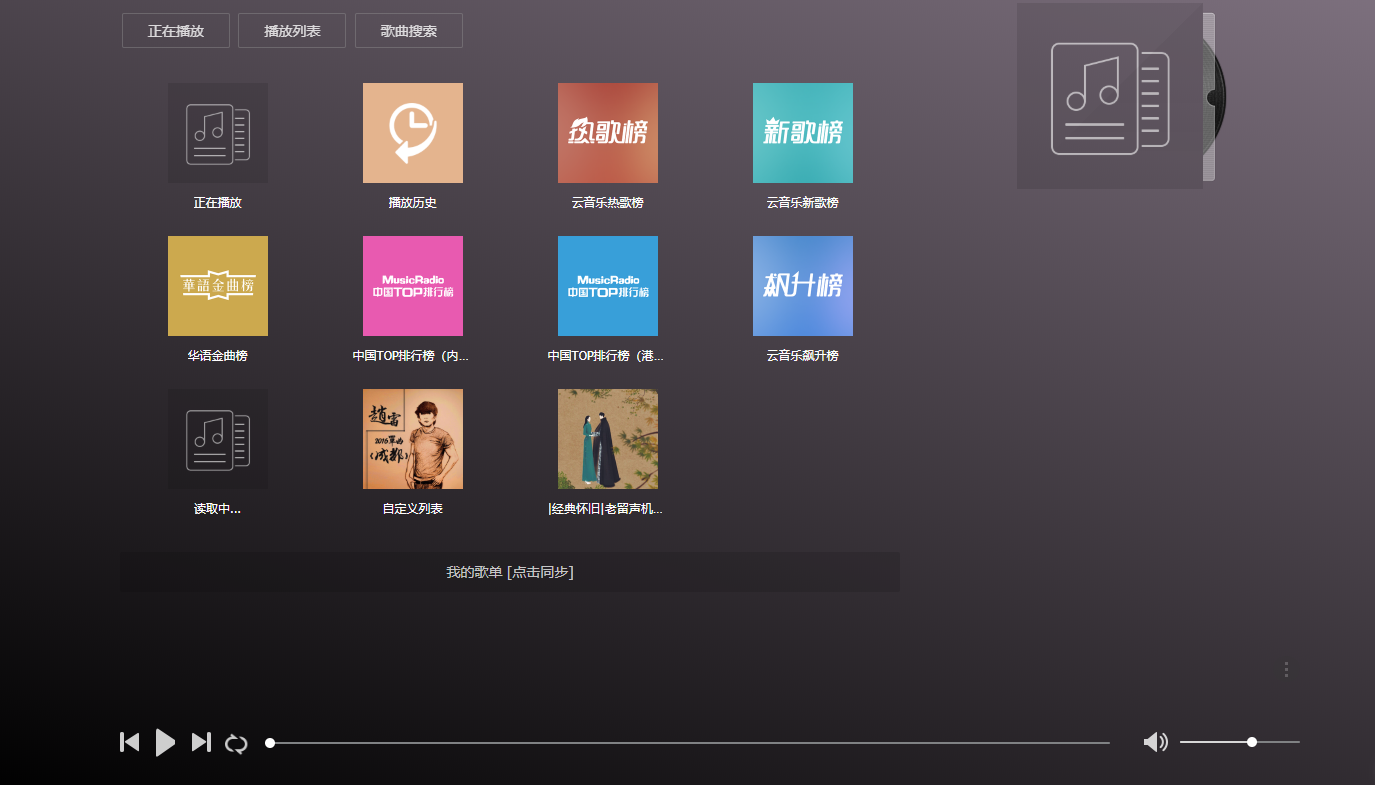 正在播放
播放列表
歌曲搜索
热歌榜
新歌榜
正在播放
播放历史
云音乐热歌榜
云音乐新歌榜
華語金曲榜
MusicRadio
中国TOP排行榜
MusicRadio
中国TOP排行榜
飙升榜
华语金曲榜
中国TOP排行榜（内...
中国TOP排行榜（港...
云音乐飙升榜
趙雷
2016單曲
《成都》
读取中...
自定义列表
|经典怀旧|老留声机...
我的歌单 [点击同步]